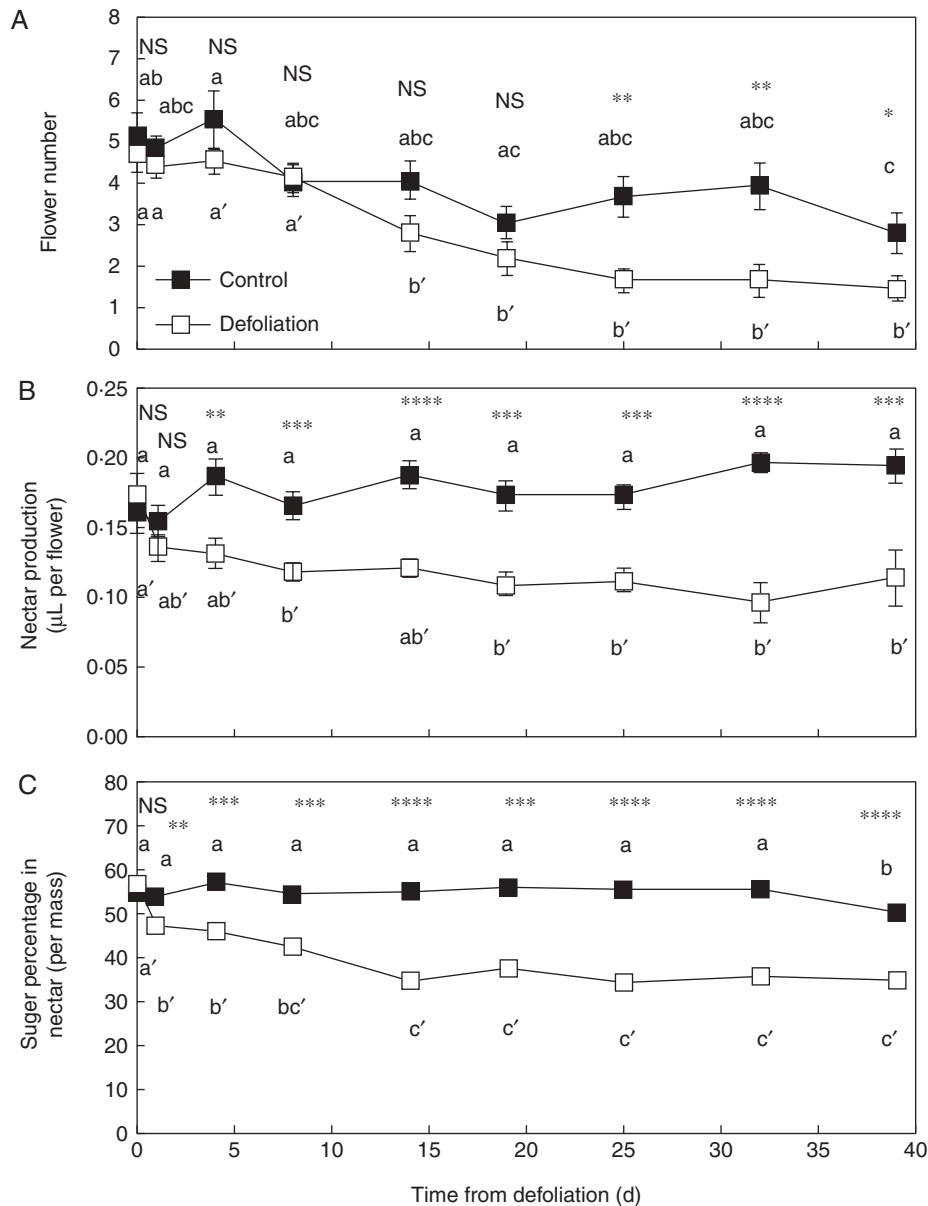 A
8
7
6
5
4
3
2
1
0
Flower number
NS NS NS NS NS ** ** *
ab abc a abc abc ac abc abc c
a a a′ a′ b′ b′ b′ b′ b′
Control
Defoliation
B
0·25
0·20
0·15
0·10
0·05
0·00
Nectar production
(µL per flower)
NS NS ** *** **** *** *** **** ***
a a a a a a a a a
a′ ab′ ab′ b′ ab′ b′ b′ b′ b′
C
80
70
60
50
40
30
20
10
0
Suger percentage in
nectar (per mass)
NS ** *** *** **** *** **** **** ****
a a a a a a a a b
a′ b′ b′ bc′ c′ c′ c′ c′ c′
0 5 10 15 20 25 30 35 40
Time from defoliation (d)